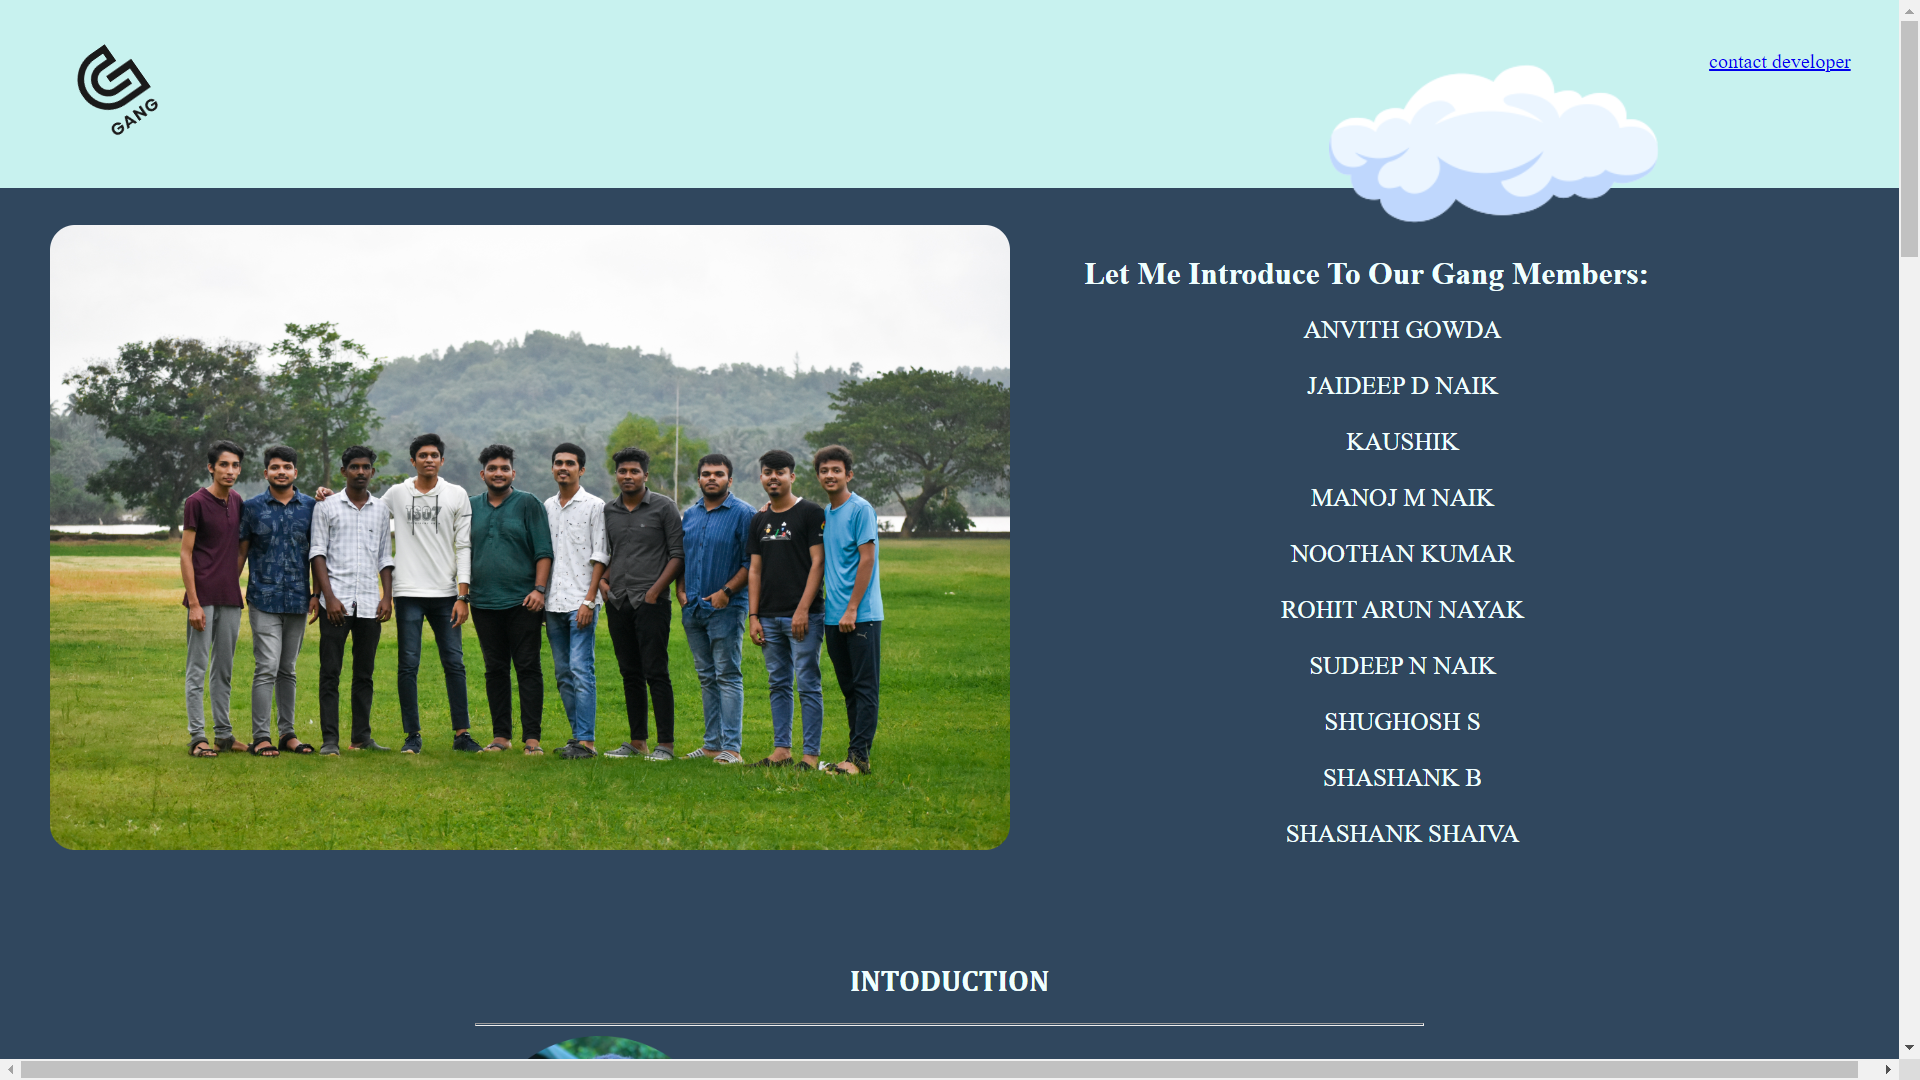 GANG
contact developer
Let Me Introduce To Our Gang Members:
ANVITH GOWDA
JAIDEEP D NAIK
KAUSHIK
MANOJ M NAIK
NOOTHAN KUMAR
ROHIT ARUN NAYAK
SUDEEP N NAIK
SHUGHOSH S
SHASHANK B
SHASHANK SHAIVA
INTODUCTION